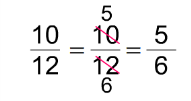 5
10/12 = 10/12 = 5/6
6